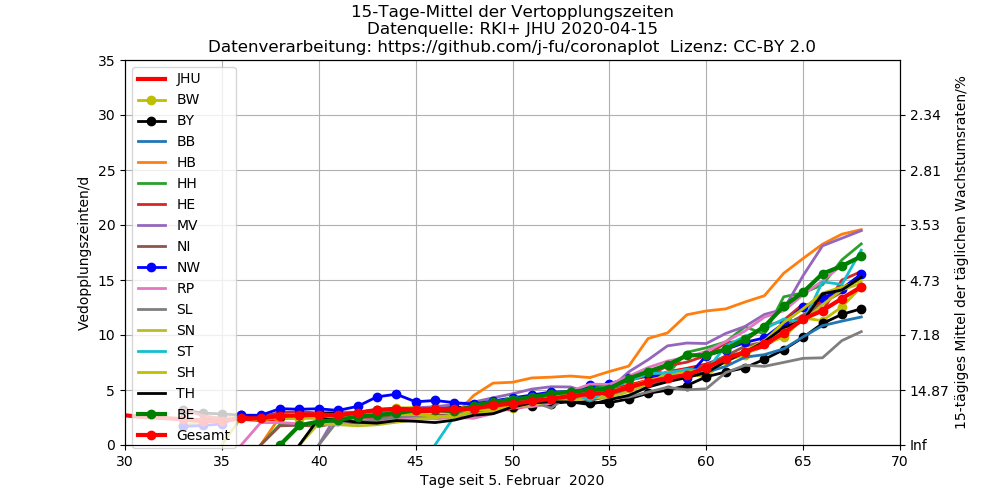 15-Tage-Mittel der Vertopplungszeiten
Datenquelle: RKI+ JHU 2020-04-15
Datenverarbeitung: https://github.com/j-fu/coronaplot  Lizenz: CC-BY 2.0
Vedopplungszeinten/d
35
30
25
20
15
10
5
0
JHU
BW
BY
BB
HB
HH
HE
MV
NI
NW
RP
SL
SN
ST
SH
TH
BE
Gesamt
2.34
2.81
3.53
4.73
7.18
14.87
Inf
15-tägiges Mittel der täglichen Wachstumsraten/%
30 35 40 45 50 55 60 65 70
Tage seit 5. Februar  2020